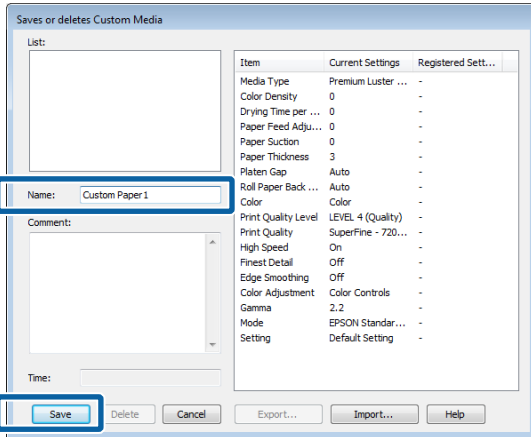 Saves or deletes Custom Media
List:
Item Current Settings Registered Sett...
Media Type Premium Luster ... -
Color Density 0 -
Drying Time per ... 0 -
Paper Feed Adju... 0 -
Paper Suction 0 -
Paper Thickness 3 -
Platen Gap Auto -
Roll Paper Back ... Auto -
Color Color -
Print Quality Level LEVEL 4 (Quality) -
Print Quality SuperFine - 720... -
High Speed On -
Finest Detail Off -
Edge Smoothing Off -
Color Adjustment Color Controls -
Gamma 2.2 -
Mode EPSON Standar... -
Setting Default Setting -
Name: Custom Paper1
Comment:
Time:
Save Delete Cancel Export... Import... Help